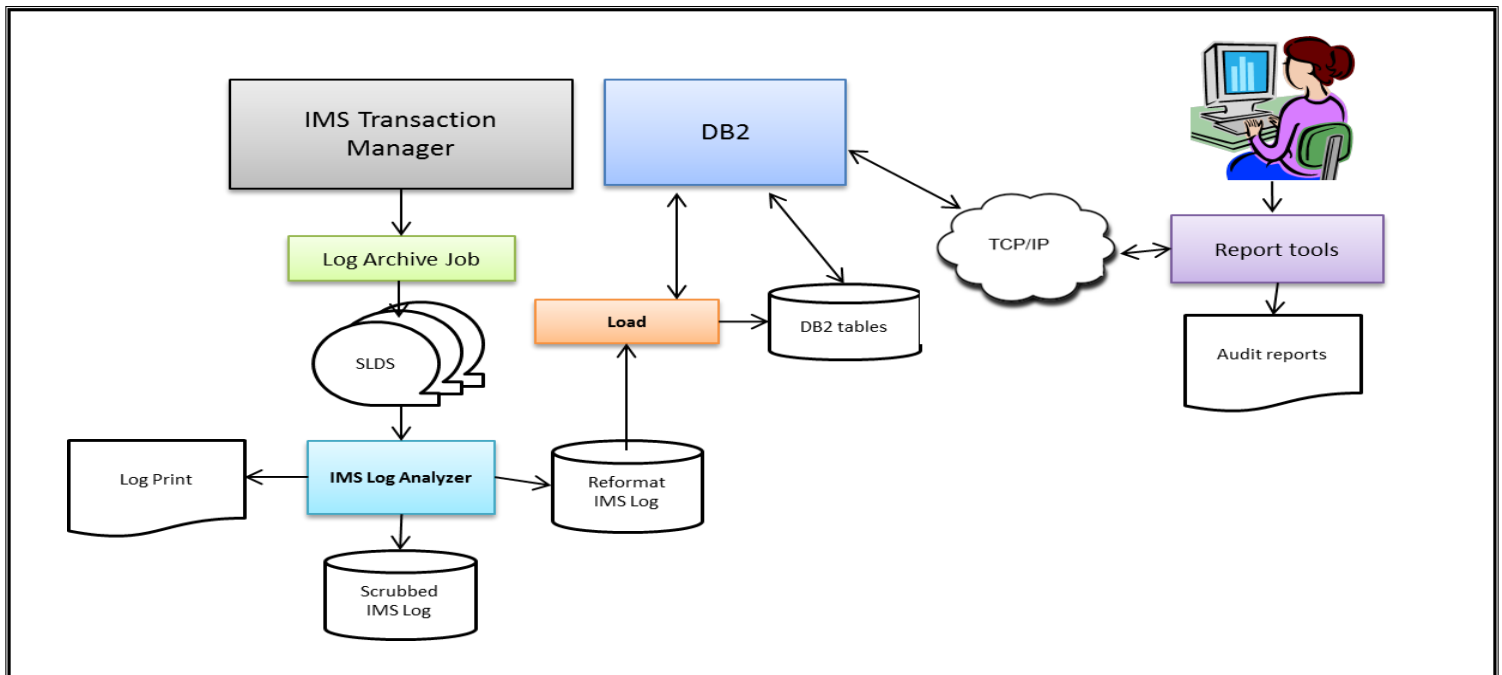 IMS Transaction
Manager
DB2
TCP/IP
Report tools
Log Archive Job
Load
DB2 tables
Audit reports
SLDS
Log Print
IMS Log Analyzer
Reformat
IMS Log
Scrubbed
IMS Log